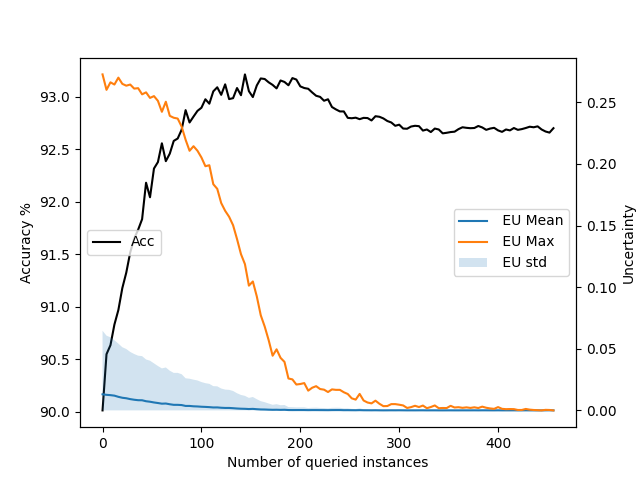 93.0
92.5
92.0
91.5
91.0
90.5
90.0
Accuracy %
0.25
0.20
0.15
0.10
0.05
0.00
Uncertainty
Acc
EU Mean
EU Max
EU std
0
100
200
300
400
Number of queried instances